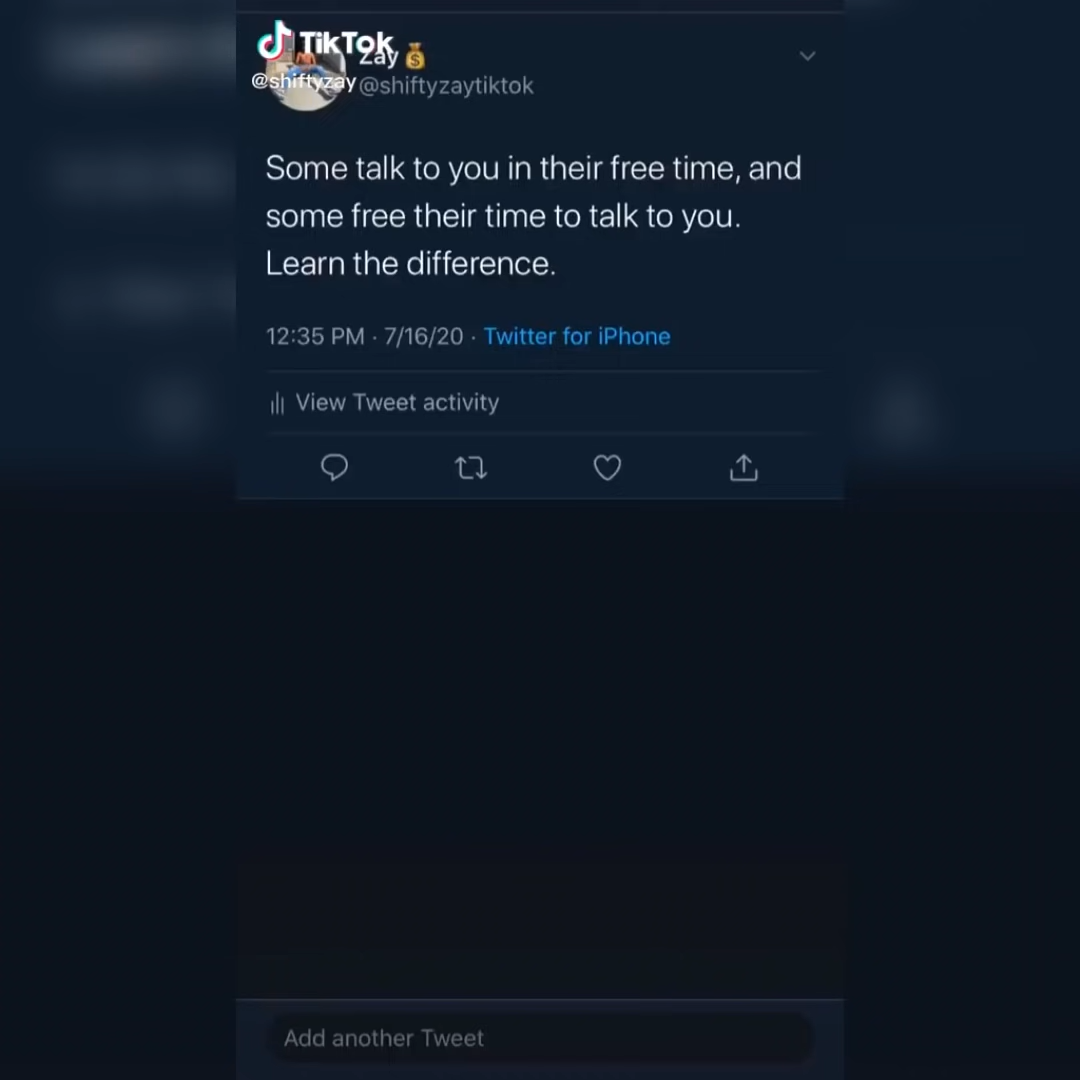 TikTok
Zay
@shiftyzay @shiftyzaytiktok
Some talk to you in their free time, and
some free their time to talk to you.
Learn the difference.
12:35 PM · 7/16/20 · Twitter for iPhone
View Tweet activity
Add another Tweet